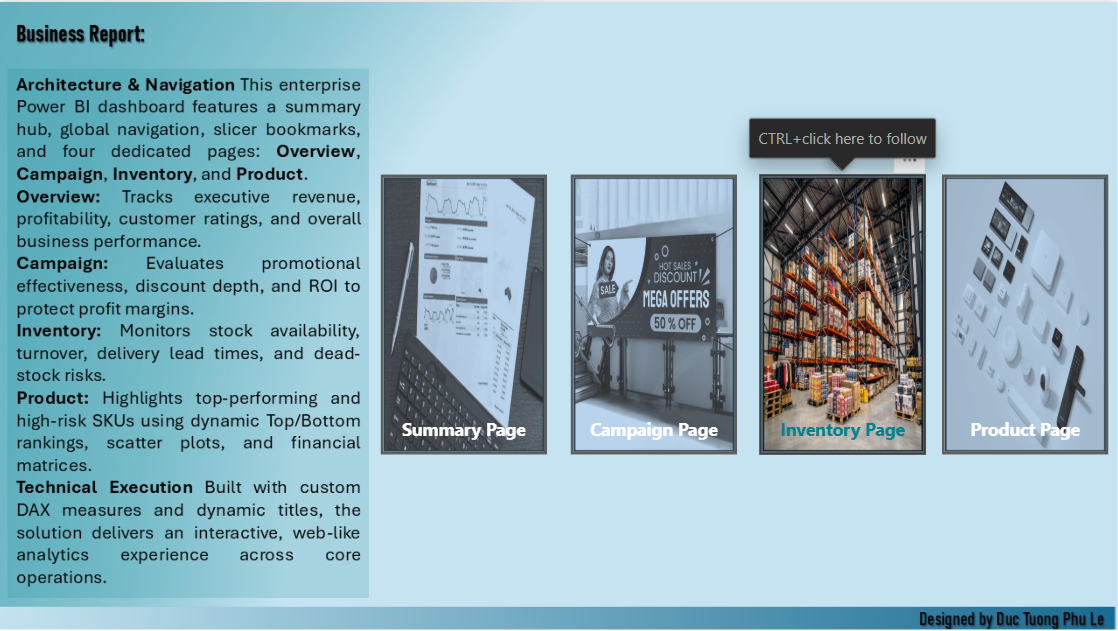 Business Report:
Architecture & Navigation This enterprise
Power BI dashboard features a summary
hub, global navigation, slicer bookmarks,
and four dedicated pages: Overview,
Campaign, Inventory, and Product.
Overview: Tracks executive revenue,
profitability, customer ratings, and overall
business performance.
Campaign: Evaluates promotional
effectiveness, discount depth, and ROI to
protect profit margins.
Inventory: Monitors stock availability,
turnover, delivery lead times, and dead-
stock risks.
Product: Highlights top-performing and
high-risk SKUs using dynamic Top/Bottom
rankings, scatter plots, and financial
matrices.
Technical Execution Built with custom
DAX measures and dynamic titles, the
solution delivers an interactive, web-like
analytics experience across core
operations.
CTRL+click here to follow
HOT SALES
DISCOUNT
SALE
MEGA OFFERS
50 % OFF
Summary Page
Campaign Page
Inventory Page
Product Page
Designed by Duc Tuong Phu Le